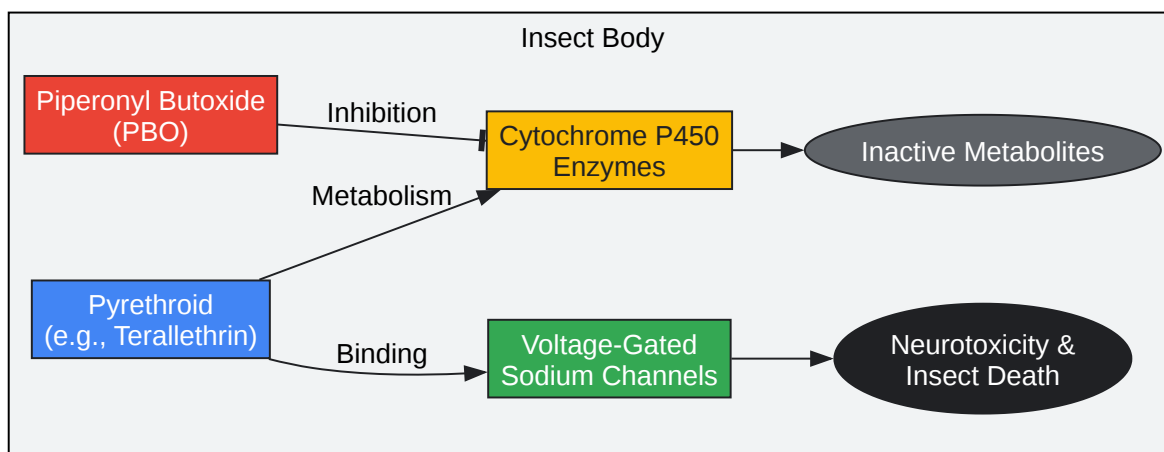 Insect Body
Piperonyl Butoxide
(PBO)
Inhibition
Cytochrome P450
Enzymes
Inactive Metabolites
Metabolism
Pyrethroid
(e.g., Terallethrin)
Binding
Voltage-Gated
Sodium Channels
Neurotoxicity &
Insect Death